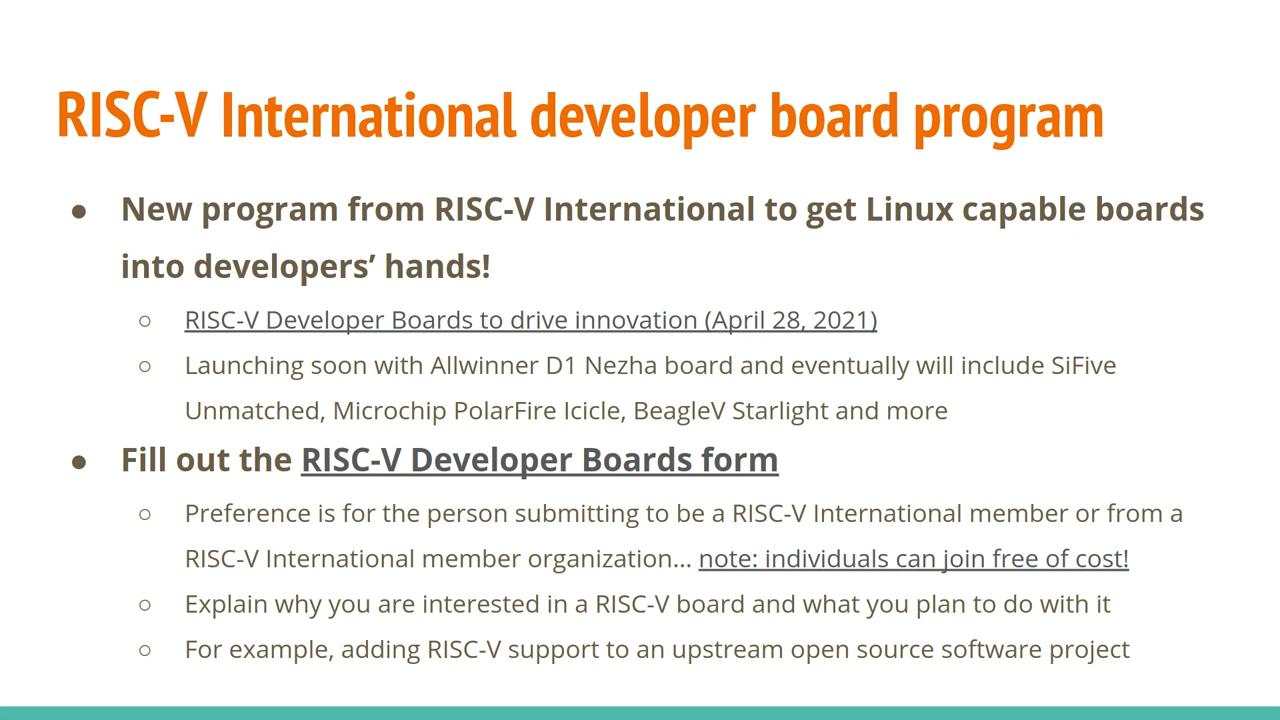 RISC-V International developer board program
● New program from RISC-V International to get Linux capable boards
into developers’ hands!
○ RISC-V Developer Boards to drive innovation (April 28, 2021)
○ Launching soon with Allwinner D1 Nezha board and eventually will include SiFive
Unmatched, Microchip PolarFire Icicle, BeagleV Starlight and more
● Fill out the RISC-V Developer Boards form
○ Preference is for the person submitting to be a RISC-V International member or from a
RISC-V International member organization... note: individuals can join free of cost!
○ Explain why you are interested in a RISC-V board and what you plan to do with it
○ For example, adding RISC-V support to an upstream open source software project